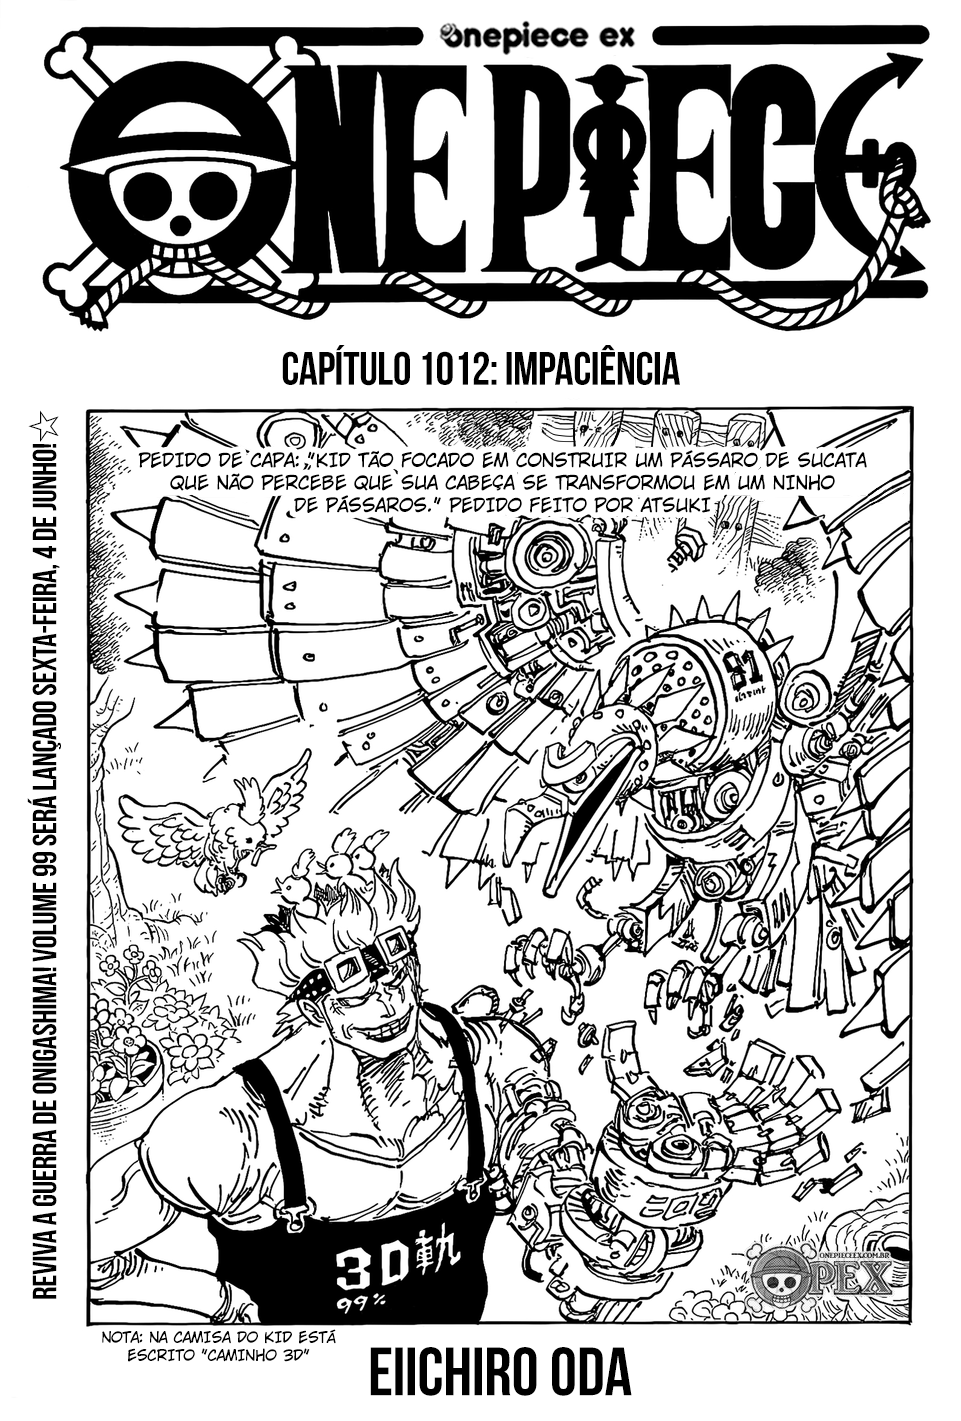 onepiece ex
ONE PIECE
CAPÍTULO 1012: IMPACIÊNCIA
REVIVA A GUERRA DE ONIGASHIMA! VOLUME 99 SERÁ LANÇADO SEXTA-FEIRA, 4 DE JUNHO!☆
PEDIDO DE CAPA: "KID TÃO FOCADO EM CONSTRUIR UM PÁSSARO DE SUCATA
QUE NÃO PERCEBE QUE SUA CABEÇA SE TRANSFORMOU EM UM NINHO
DE PÁSSAROS." PEDIDO FEITO POR ATSUKI
3D軌
99%
ONEPIECEEX.COM.BR
OPEX
NOTA: NA CAMISA DO KID ESTÁ
ESCRITO "CAMINHO 3D"
EIICHIRO ODA